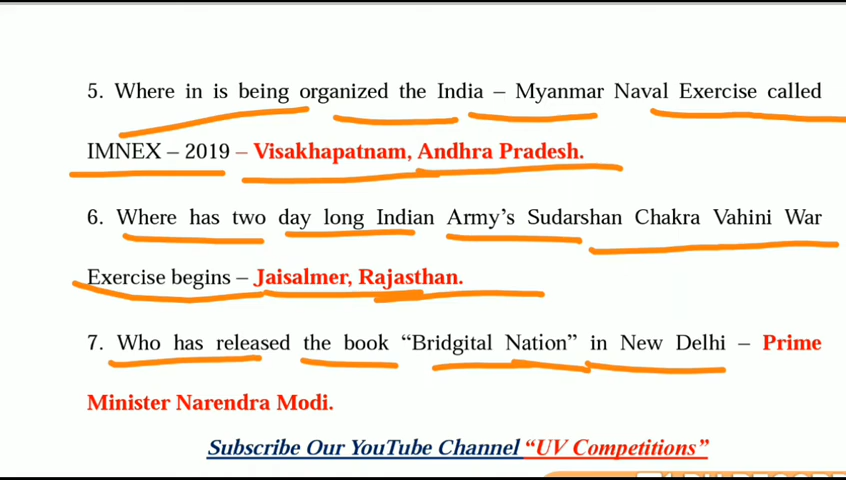 5. Where in is being organized the India – Myanmar Naval Exercise called
IMNEX – 2019 – Visakhapatnam, Andhra Pradesh.
6. Where has two day long Indian Army's Sudarshan Chakra Vahini War
Exercise begins – Jaisalmer, Rajasthan.
7. Who has released the book “Bridgital Nation” in New Delhi – Prime
Minister Narendra Modi.
Subscribe Our YouTube Channel “UV Competitions”